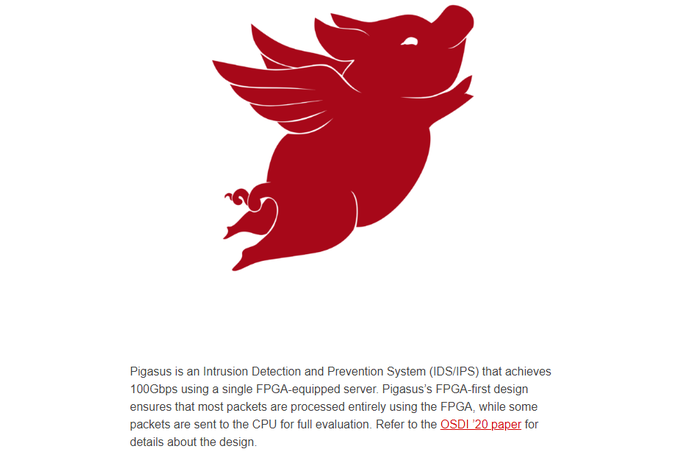 Pigasus is an Intrusion Detection and Prevention System (IDS/IPS) that achieves
100Gbps using a single FPGA-equipped server. Pigasus’s FPGA-first design
ensures that most packets are processed entirely using the FPGA, while some
packets are sent to the CPU for full evaluation. Refer to the OSDI ’20 paper for
details about the design.